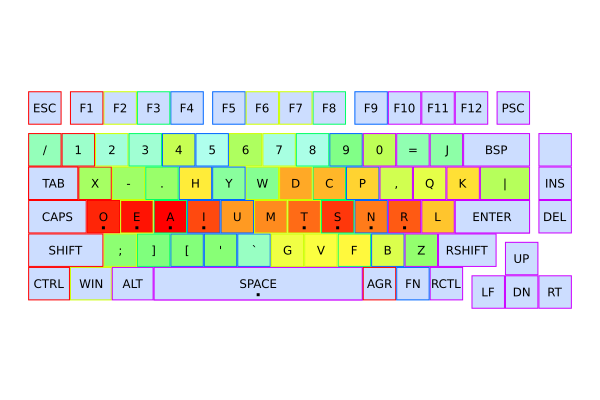 ESC F1 F2 F3 F4 F5 F6 F7 F8 F9 F10 F11 F12 PSC
/ 1 2 3 4 5 6 7 8 9 0 = J BSP
TAB X - . H Y W D C P , Q K | INS
CAPS O E A I U M T S N R L ENTER DEL
SHIFT ; ] [ ' ` G V F B Z RSHIFT UP
CTRL WIN ALT SPACE AGR FN RCTL LF DN RT